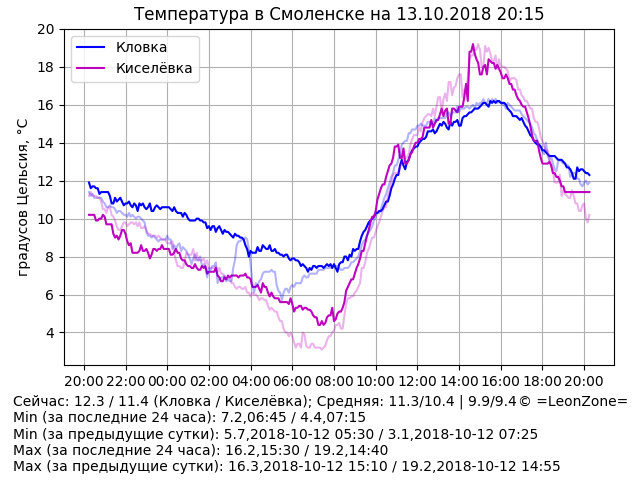 Температура в Смоленске на 13.10.2018 20:15
градусов Цельсия, °C
20
18
16
14
12
10
8
6
4
Кловка
Киселёвка
20:00 22:00 00:00 02:00 04:00 06:00 08:00 10:00 12:00 14:00 16:00 18:00 20:00
Сейчас: 12.3 / 11.4 (Кловка / Киселёвка); Средняя: 11.3/10.4 | 9.9/9.4© =LeonZone=
Min (за последние 24 часа): 7.2,06:45 / 4.4,07:15
Min (за предыдущие сутки): 5.7,2018-10-12 05:30 / 3.1,2018-10-12 07:25
Max (за последние 24 часа): 16.2,15:30 / 19.2,14:40
Max (за предыдущие сутки): 16.3,2018-10-12 15:10 / 19.2,2018-10-12 14:55